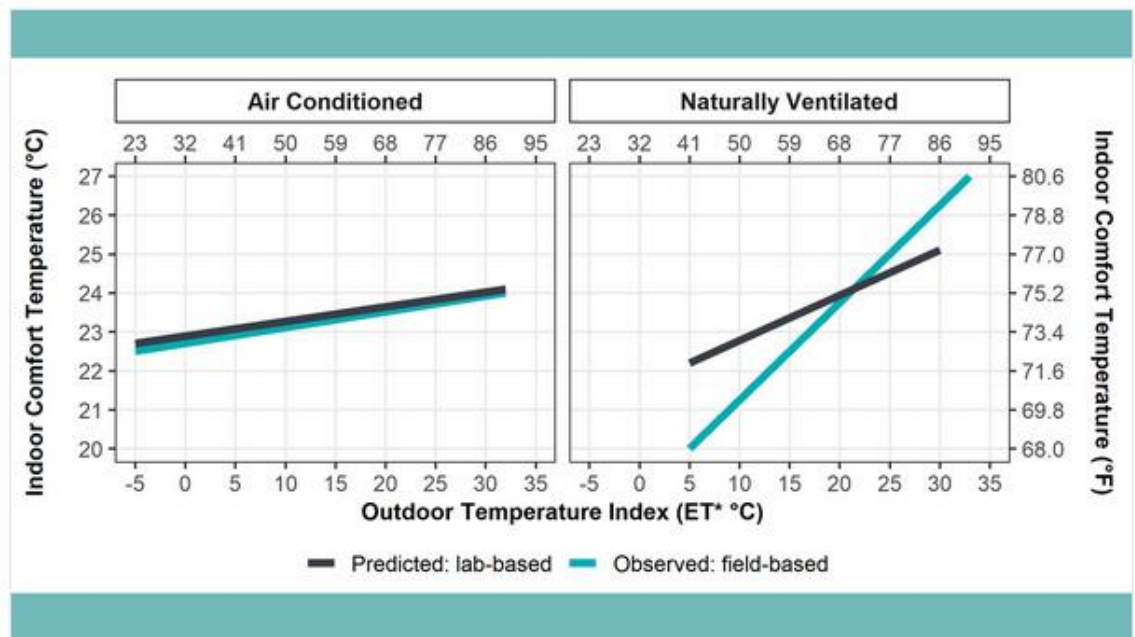 Air Conditioned
Naturally Ventilated
23 32 41 50 59 68 77 86 95
23 32 41 50 59 68 77 86 95
Indoor Comfort Temperature (°C)
27
26
25
24
23
22
21
20
80.6
78.8
77.0
75.2
73.4
71.6
69.8
68.0
Indoor Comfort Temperature (°F)
-5 0 5 10 15 20 25 30 35
-5 0 5 10 15 20 25 30 35
Outdoor Temperature Index (ET* °C)
Predicted: lab-based Observed: field-based